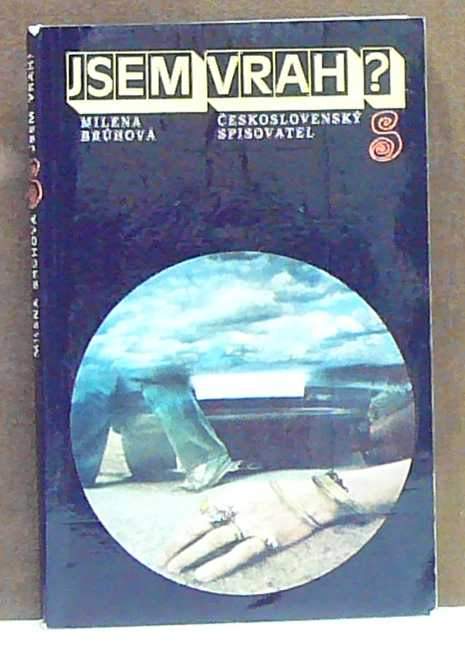 JSEM VRAH?
MILENA
BRŮHOVÁ
ČESKOSLOVENSKÝ
SPISOVATEL
MILENA BRŮHOVÁ JSEM VRAH?